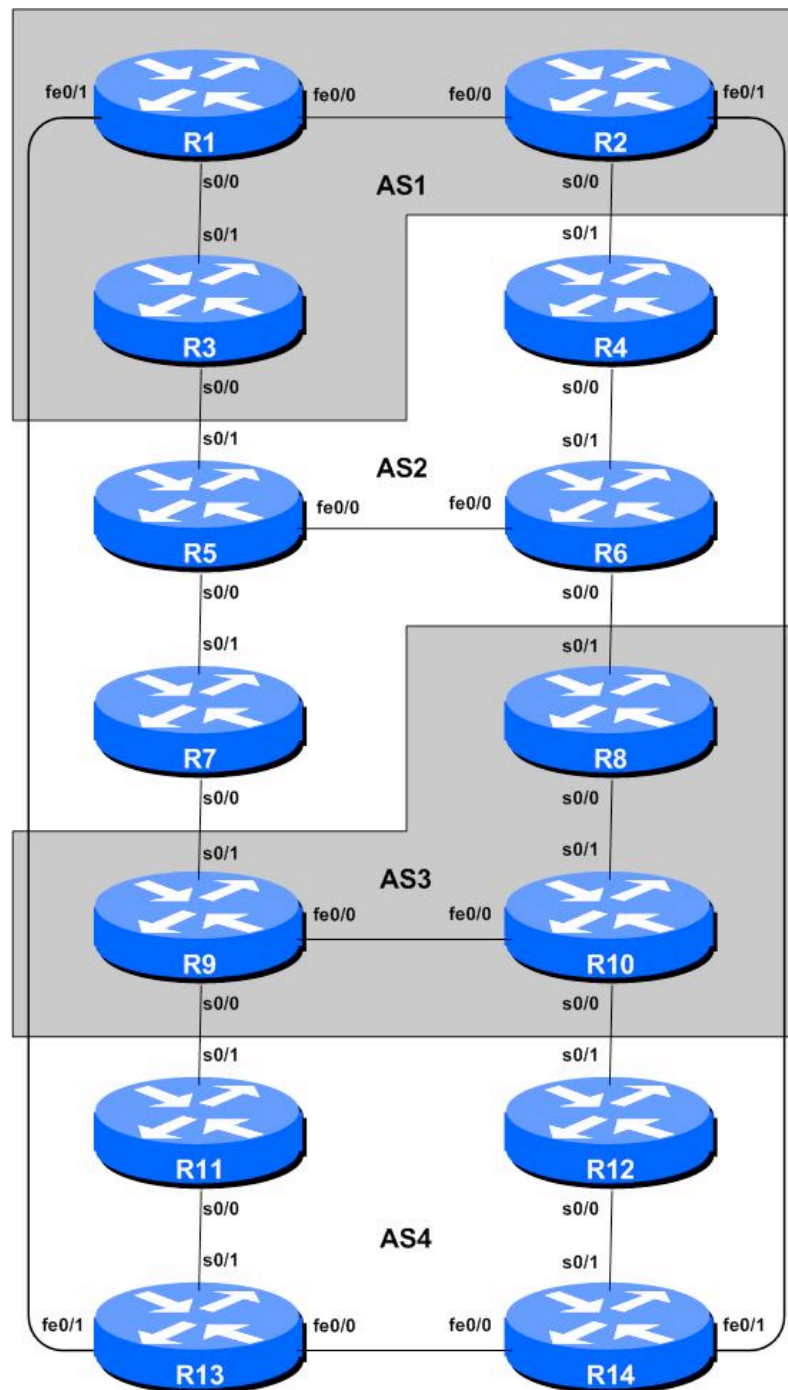 fe0/1 fe0/0 fe0/0 fe0/1
R1 R2
s0/0 AS1 s0/0
s0/1 s0/1
R3 R4
s0/0 s0/0
s0/1 AS2 s0/1
fe0/0 fe0/0
R5 R6
s0/0 s0/0
s0/1 s0/1
R7 R8
s0/0 s0/0
s0/1 AS3 s0/1
fe0/0 fe0/0
R9 R10
s0/0 s0/0
s0/1 s0/1
R11 R12
s0/0 s0/0
AS4
s0/1 s0/1
fe0/1 fe0/0 fe0/0 fe0/1
R13 R14